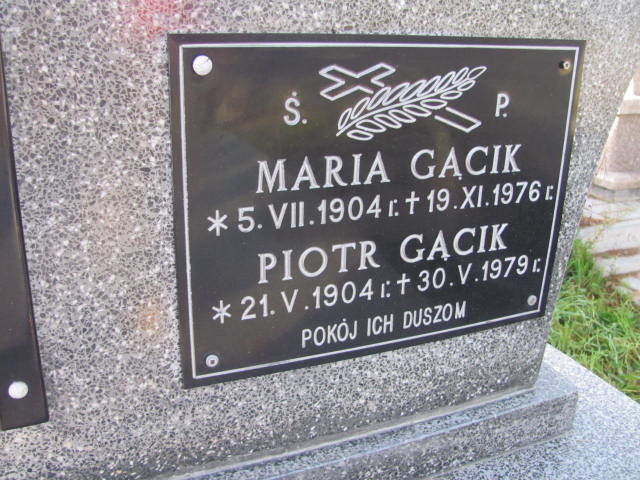 Ś. P.
MARIA GĄCIK
* 5. VII. 1904 r. † 19. XI. 1976 r.
PIOTR GĄCIK
* 21. V. 1904 r. † 30. V. 1979 r.
POKÓJ ICH DUSZOM